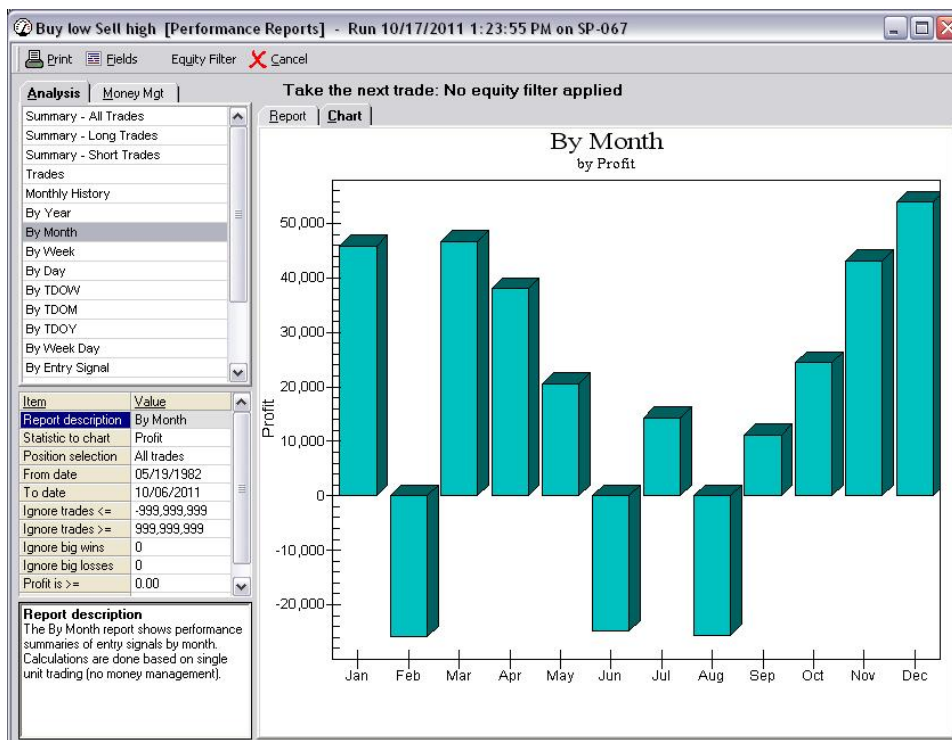 Buy low Sell high [Performance Reports] - Run 10/17/2011 1:23:55 PM on SP-067
Print Fields Equity Filter Cancel
Analysis Money Mgt
Summary - All Trades
Summary - Long Trades
Summary - Short Trades
Trades
Monthly History
By Year
By Month
By Week
By Day
By TDOW
By TDOM
By TDOY
By Week Day
By Entry Signal
Item Value
Report description By Month
Statistic to chart Profit
Position selection All trades
From date 05/19/1982
To date 10/06/2011
Ignore trades <= -999,999,999
Ignore trades >= 999,999,999
Ignore big wins 0
Ignore big losses 0
Profit is >= 0.00
Report description
The By Month report shows performance
summaries of entry signals by month.
Calculations are done based on single
unit trading (no money management).
Take the next trade: No equity filter applied
Report Chart
By Month
by Profit
Profit
50,000
40,000
30,000
20,000
10,000
0
-10,000
-20,000
Jan Feb Mar Apr May Jun Jul Aug Sep Oct Nov Dec